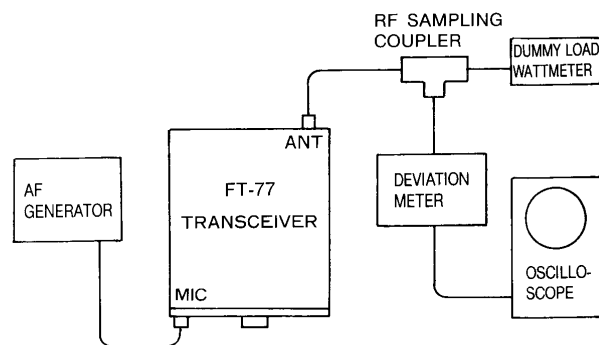 RF SAMPLING
COUPLER
DUMMY LOAD
WATTMETER
ANT
AF
GENERATOR
FT-77
TRANSCEIVER
DEVIATION
METER
MIC
OSCILLO-
SCOPE